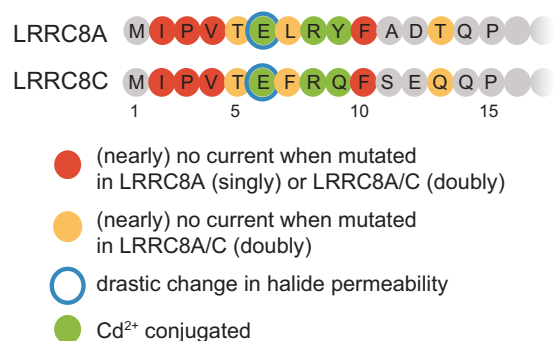 LRRC8A M I P V T E L R Y F A D T Q P
LRRC8C M I P V T E F R Q F S E Q Q P
1 5 10 15
(nearly) no current when mutated
in LRRC8A (singly) or LRRC8A/C (doubly)
(nearly) no current when mutated
in LRRC8A/C (doubly)
drastic change in halide permeability
Cd²⁺ conjugated